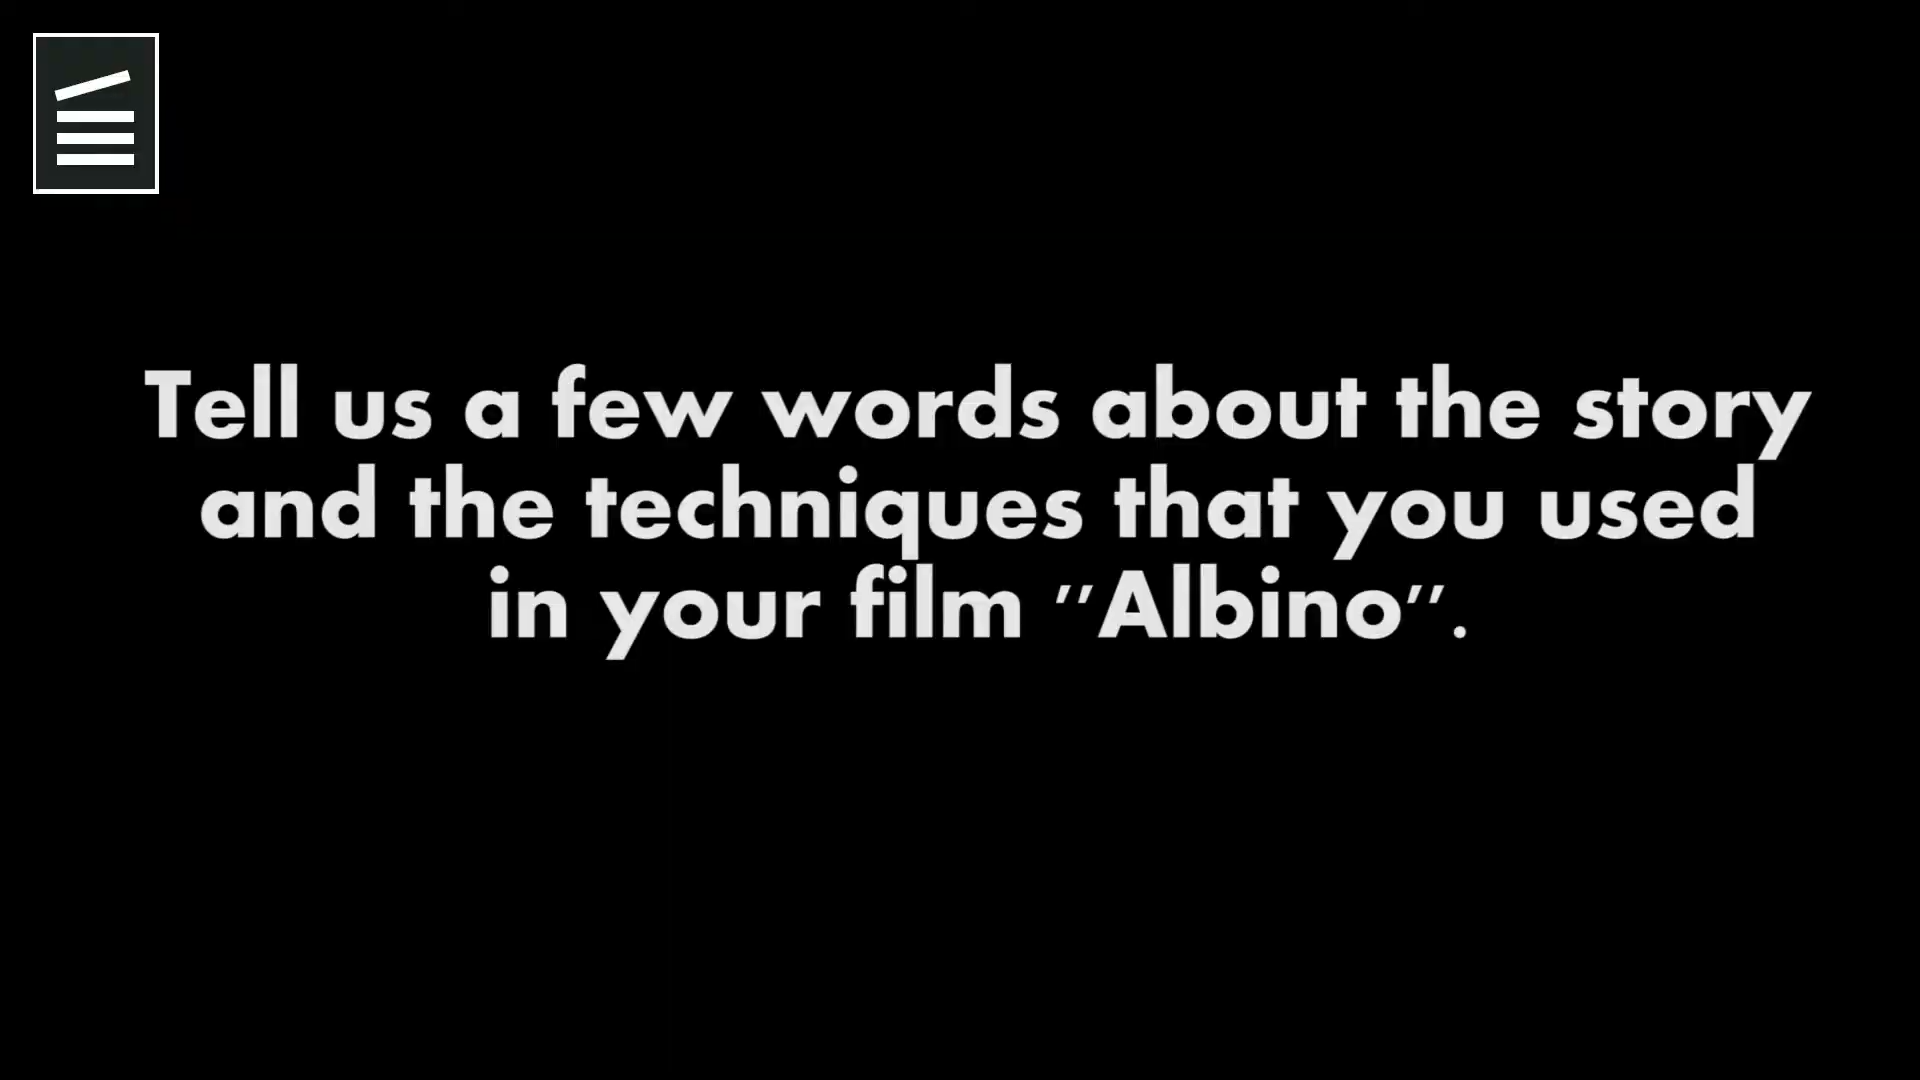 Tell us a few words about the story
and the techniques that you used
in your film "Albino".